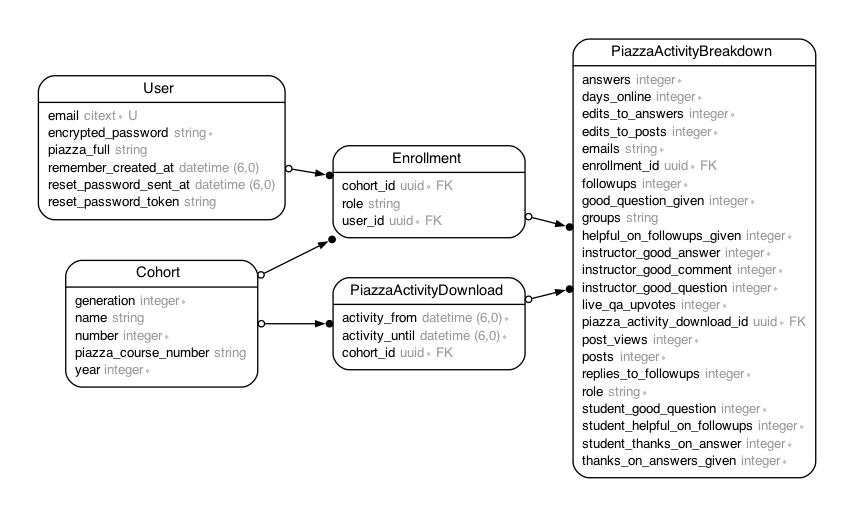 User
email citext * U
encrypted_password string *
piazza_full string
remember_created_at datetime (6,0)
reset_password_sent_at datetime (6,0)
reset_password_token string
Cohort
generation integer *
name string
number integer *
piazza_course_number string
year integer *
Enrollment
cohort_id uuid * FK
role string
user_id uuid * FK
PiazzaActivityDownload
activity_from datetime (6,0) *
activity_until datetime (6,0) *
cohort_id uuid * FK
PiazzaActivityBreakdown
answers integer *
days_online integer *
edits_to_answers integer *
edits_to_posts integer *
emails string *
enrollment_id uuid * FK
followups integer *
good_question_given integer *
groups string
helpful_on_followups_given integer *
instructor_good_answer integer *
instructor_good_comment integer *
instructor_good_question integer *
live_qa_upvotes integer *
piazza_activity_download_id uuid * FK
post_views integer *
posts integer *
replies_to_followups integer *
role string *
student_good_question integer *
student_helpful_on_followups integer *
student_thanks_on_answer integer *
thanks_on_answers_given integer *